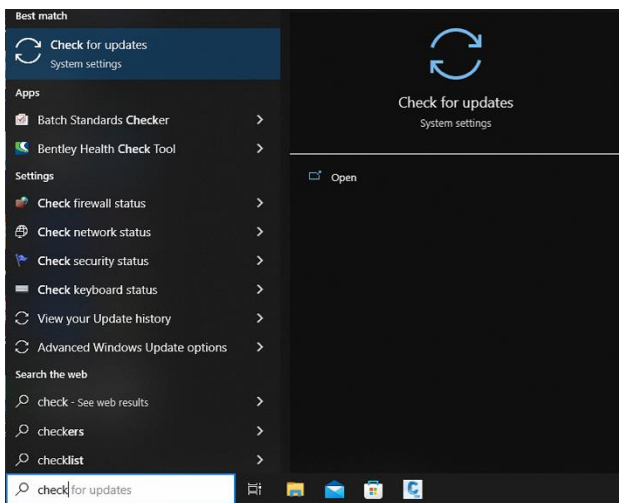 Best match
Check for updates
System settings
Apps
Batch Standards Checker
Bentley Health Check Tool
Settings
Check firewall status
Check network status
Check security status
Check keyboard status
View your Update history
Advanced Windows Update options
Search the web
check - See web results
checkers
checklist
check for updates
Check for updates
System settings
Open